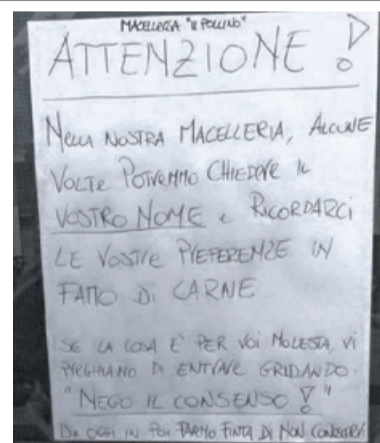 MACELLERIA "IL POLLINO"
ATTENZIONE!
NELLA NOSTRA MACELLERIA, ALCUNE
VOLTE POTREMMO CHIEDERE IL
VOSTRO NOME e RICORDARCI
LE VOSTRE PREFERENZE IN
FATTO Di CARNE
SE LA COSA E' PER VOI MOLESTA, VI
PREGHIAMO DI ENTRARE GRIDANDO.
"NEGO IL CONSENSO!"
DA OGGI IN POI FAREMO FINTA DI NON CONOSCERVI